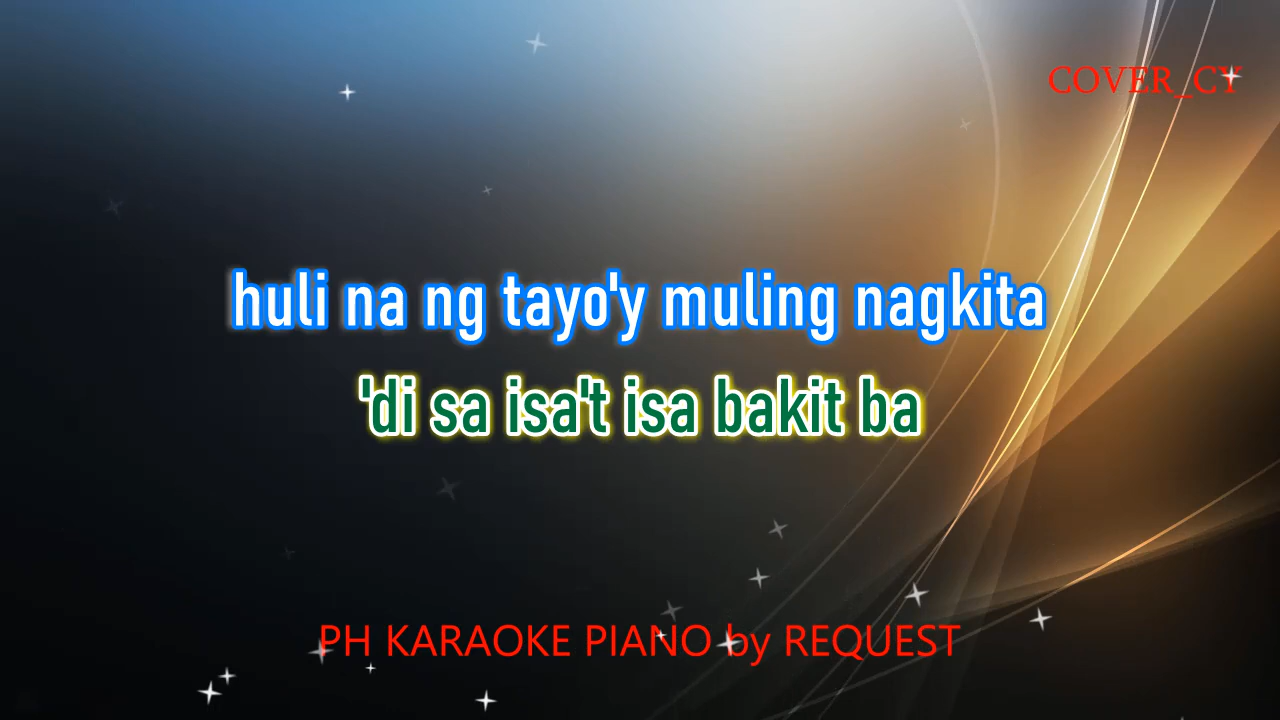 COVER_CY
huli na ng tayo'y muling nagkita
'di sa isa't isa bakit ba
PH KARAOKE PIANO by REQUEST